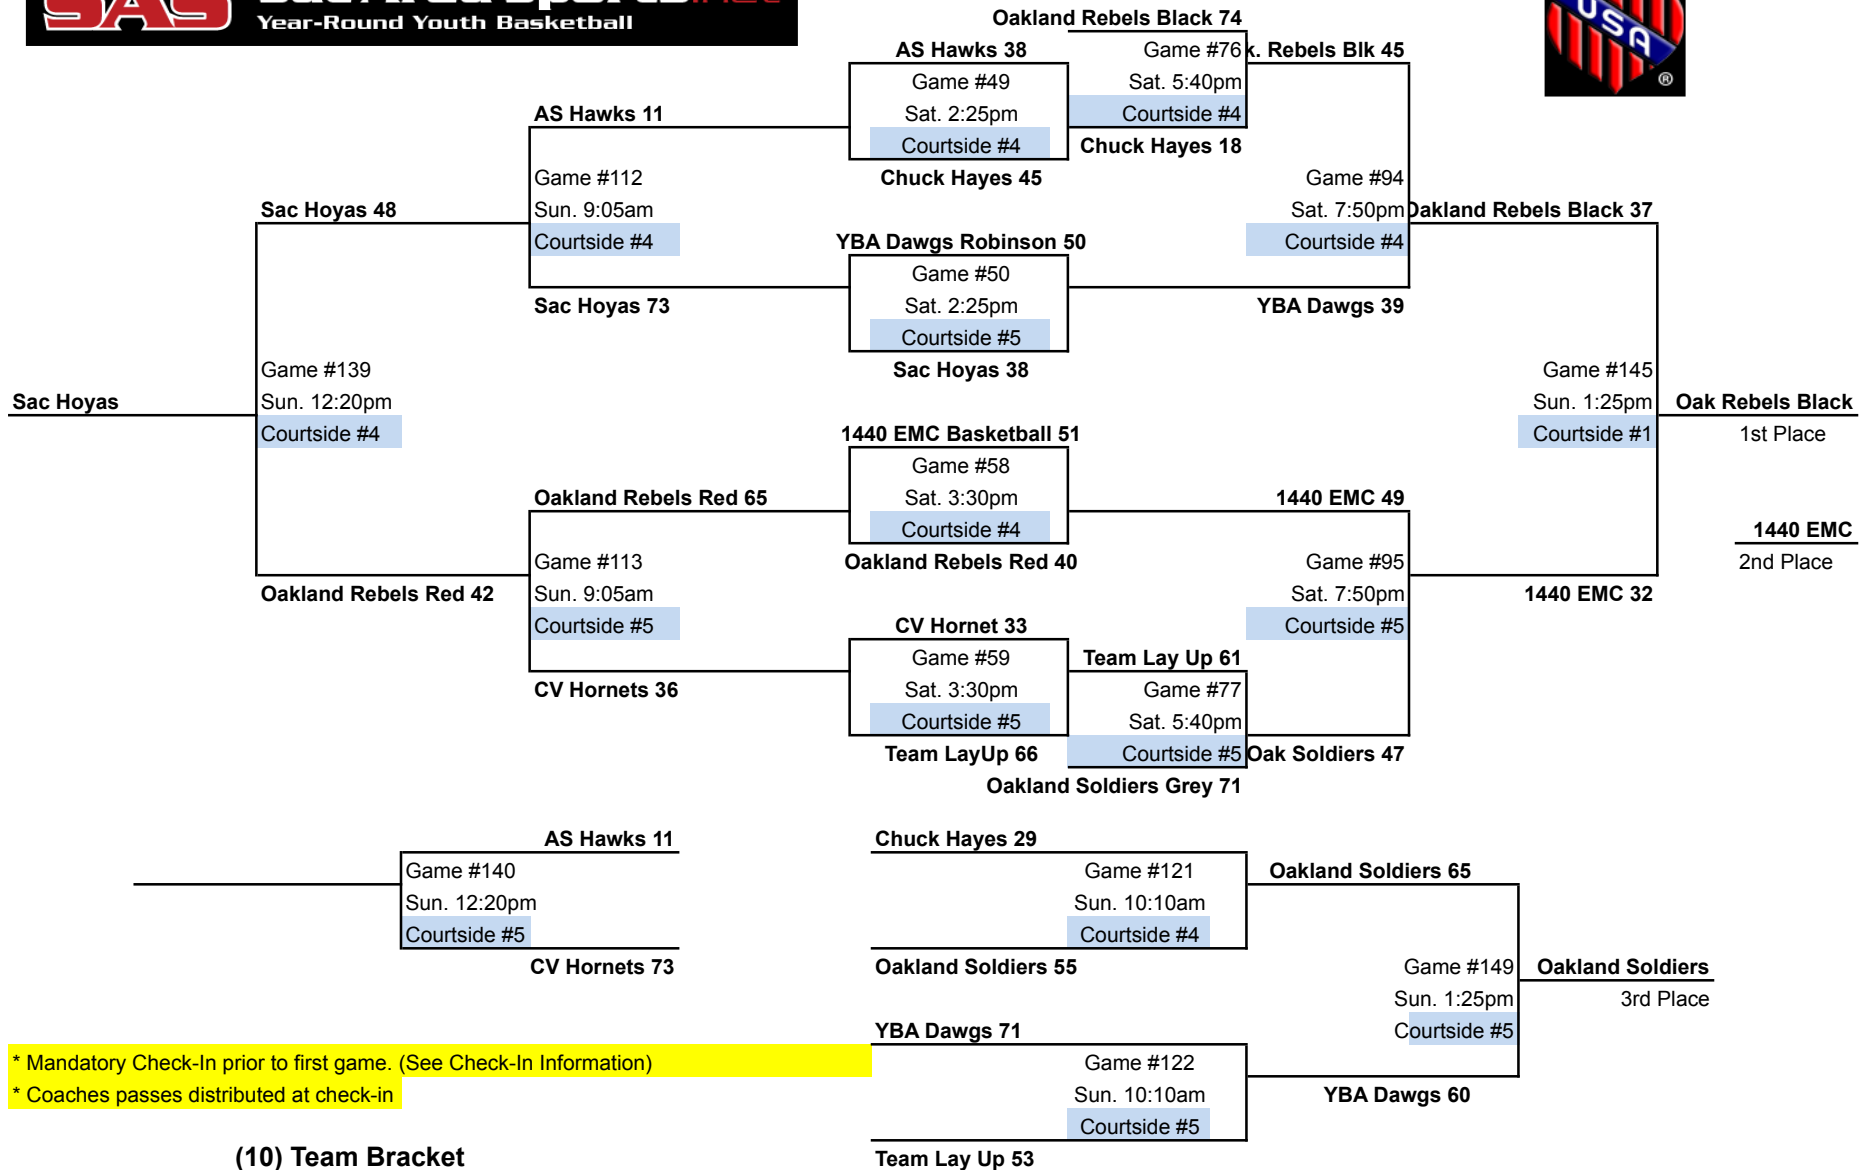 SAS
Year-Round Youth Basketball
USA
®
Oakland Rebels Black 74
AS Hawks 38
Game #76
k. Rebels Blk 45
Game #49
Sat. 5:40pm
AS Hawks 11
Sat. 2:25pm
Courtside #4
Courtside #4
Chuck Hayes 18
Game #112
Chuck Hayes 45
Game #94
Sac Hoyas 48
Sun. 9:05am
Sat. 7:50pm
Oakland Rebels Black 37
Courtside #4
YBA Dawgs Robinson 50
Courtside #4
Game #50
Sac Hoyas 73
Sat. 2:25pm
YBA Dawgs 39
Courtside #5
Game #139
Sac Hoyas 38
Game #145
Sac Hoyas
Sun. 12:20pm
Sun. 1:25pm
Oak Rebels Black
Courtside #4
1440 EMC Basketball 51
Courtside #1
1st Place
Game #58
Oakland Rebels Red 65
Sat. 3:30pm
1440 EMC 49
Courtside #4
1440 EMC
Game #113
Oakland Rebels Red 40
Game #95
2nd Place
Oakland Rebels Red 42
Sun. 9:05am
Sat. 7:50pm
1440 EMC 32
Courtside #5
CV Hornet 33
Courtside #5
Game #59
Team Lay Up 61
CV Hornets 36
Sat. 3:30pm
Game #77
Courtside #5
Sat. 5:40pm
Team LayUp 66
Courtside #5
Oak Soldiers 47
Oakland Soldiers Grey 71
AS Hawks 11
Chuck Hayes 29
Game #140
Game #121
Oakland Soldiers 65
Sun. 12:20pm
Sun. 10:10am
Courtside #5
Courtside #4
CV Hornets 73
Oakland Soldiers 55
Game #149
Oakland Soldiers
Sun. 1:25pm
3rd Place
YBA Dawgs 71
Courtside #5
* Mandatory Check-In prior to first game. (See Check-In Information)
Game #122
* Coaches passes distributed at check-in
Sun. 10:10am
YBA Dawgs 60
Courtside #5
(10) Team Bracket
Team Lay Up 53